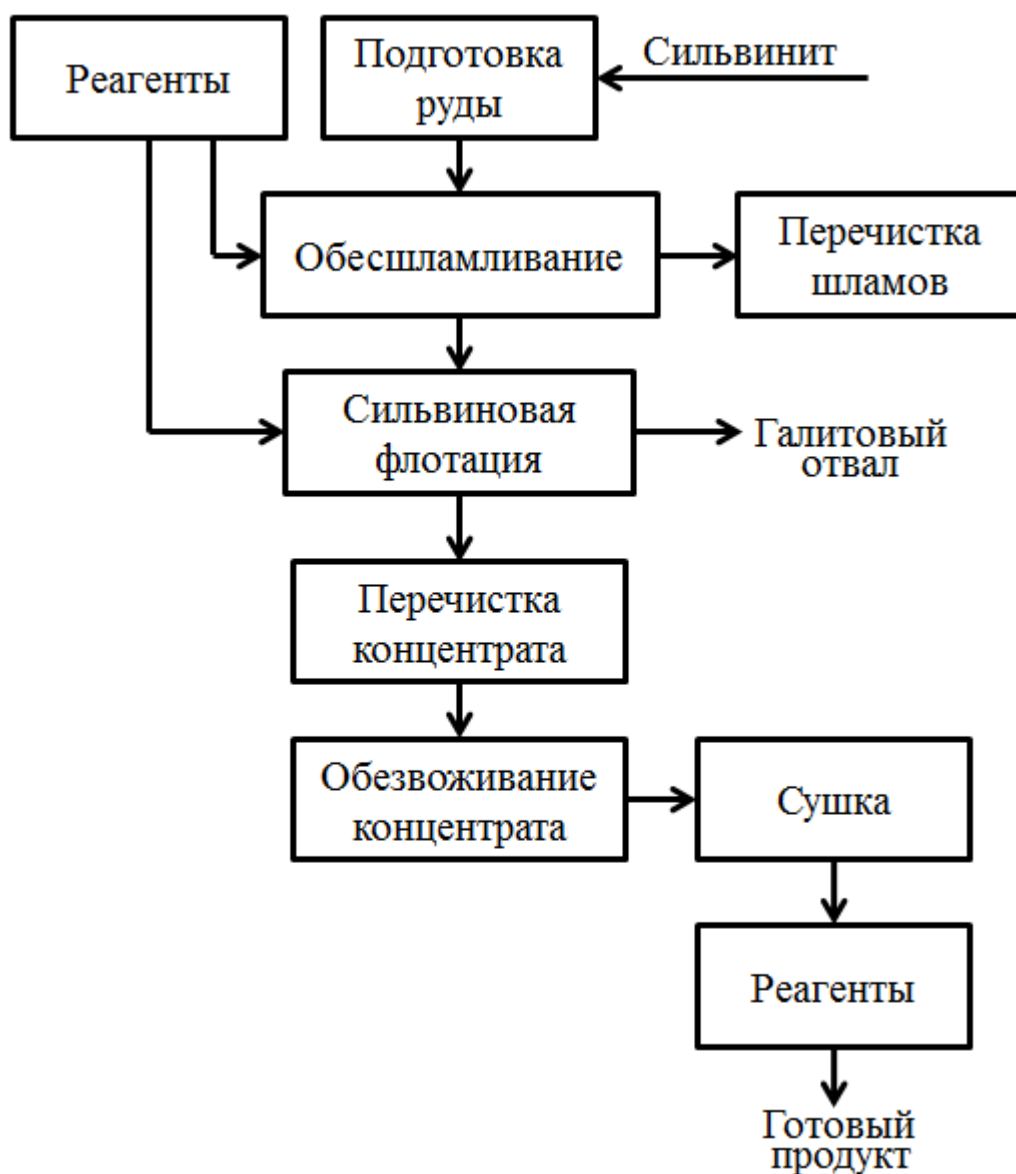 Реагенты
Подготовка
руды
Сильвинит
Обесшламливание
Перечистка
шламов
Сильвиновая
флотация
Галитовый
отвал
Перечистка
концентрата
Обезвоживание
концентрата
Сушка
Реагенты
Готовый
продукт